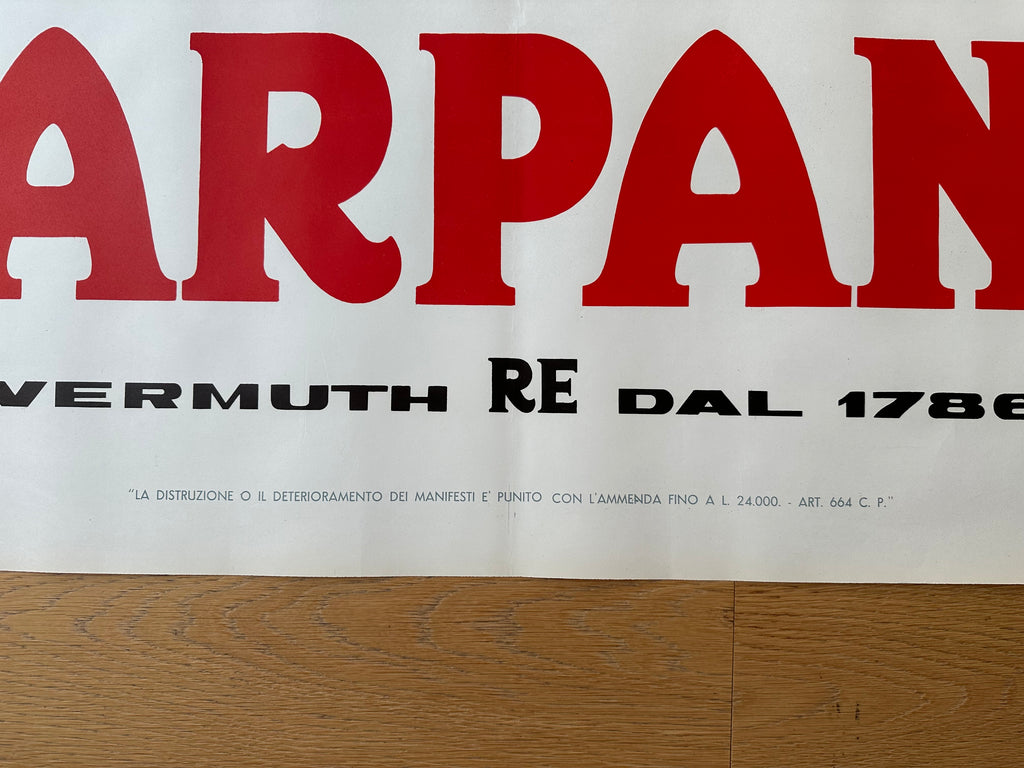 ARPAN
VERMUTH RE DAL 1786
"LA DISTRUZIONE O IL DETERIORAMENTO DEI MANIFESTI E' PUNITO CON L'AMMENDA FINO A L. 24.000. - ART. 664 C. P."